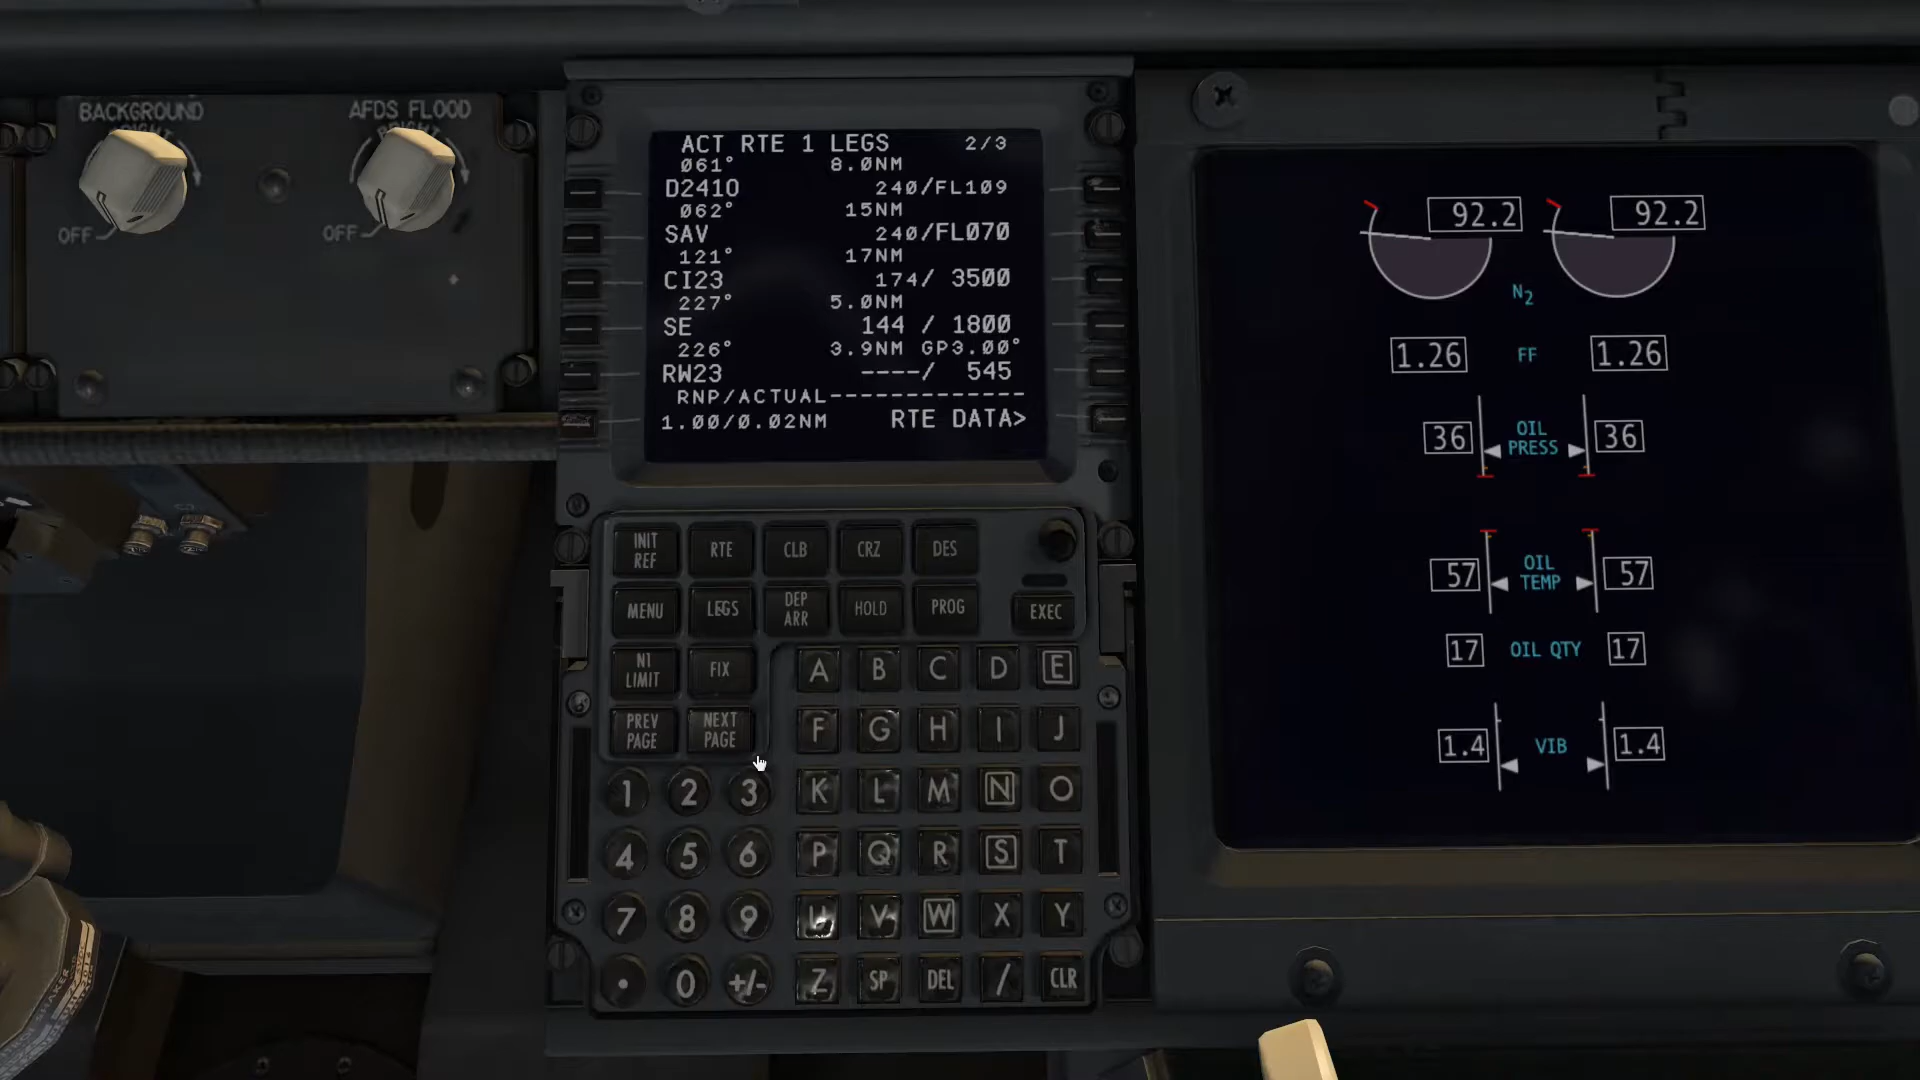 BACKGROUND
BRIGHT
OFF
AFDS FLOOD
BRIGHT
OFF
ACT RTE 1 LEGS 2/3
061° 8.0NM
D2410 240/FL109
062° 15NM
SAV 240/FL070
121° 17NM
CI23 174/ 3500
227° 5.0NM
SE 144 / 1800
226° 3.9NM GP3.00°
RW23 ----/ 545
RNP/ACTUAL-------------
1.00/0.02NM RTE DATA>
INIT REF RTE CLB CRZ DES
MENU LEGS DEP ARR HOLD PROG EXEC
N1 LIMIT FIX
PREV PAGE NEXT PAGE
A B C D E
F G H I J
1 2 3 K L M N O
4 5 6 P Q R S T
7 8 9 U V W X Y
. 0 +/- Z SP DEL / CLR
92.2 92.2
N2
1.26 FF 1.26
36 OIL PRESS 36
57 OIL TEMP 57
17 OIL QTY 17
1.4 VIB 1.4
SHAKER